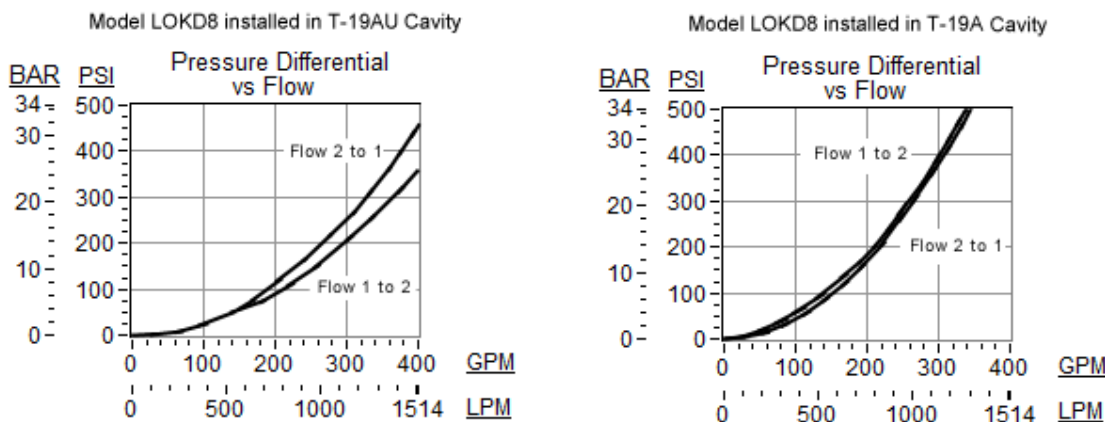 Model LOKD8 installed in T-19AU Cavity
Pressure Differential
vs Flow
BAR PSI
34 500
30
400
Flow 2 to 1
300
20
200
10
100
Flow 1 to 2
0 0
0 100 200 300 400 GPM
0 500 1000 1514 LPM
Model LOKD8 installed in T-19A Cavity
Pressure Differential
vs Flow
BAR PSI
34 500
30
400
Flow 1 to 2
300
20
200
Flow 2 to 1
10
100
0 0
0 100 200 300 400 GPM
0 500 1000 1514 LPM